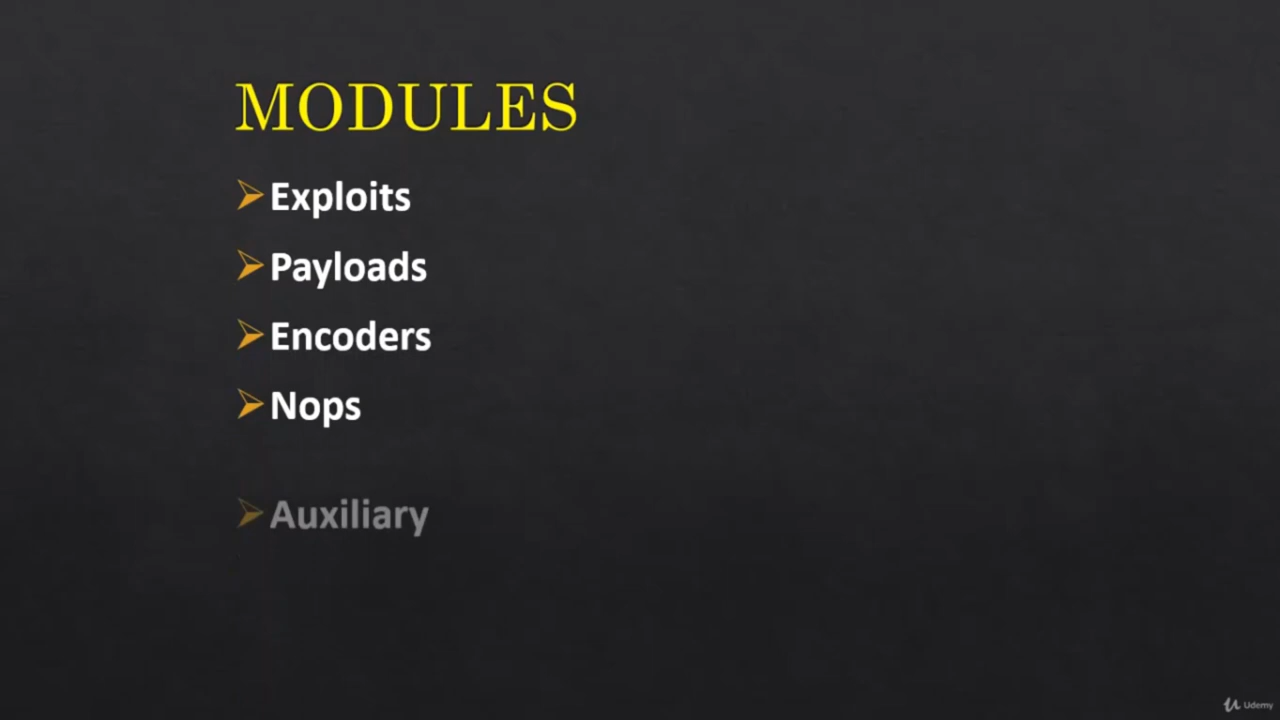 MODULES
Exploits
Payloads
Encoders
Nops
Auxiliary
Udemy